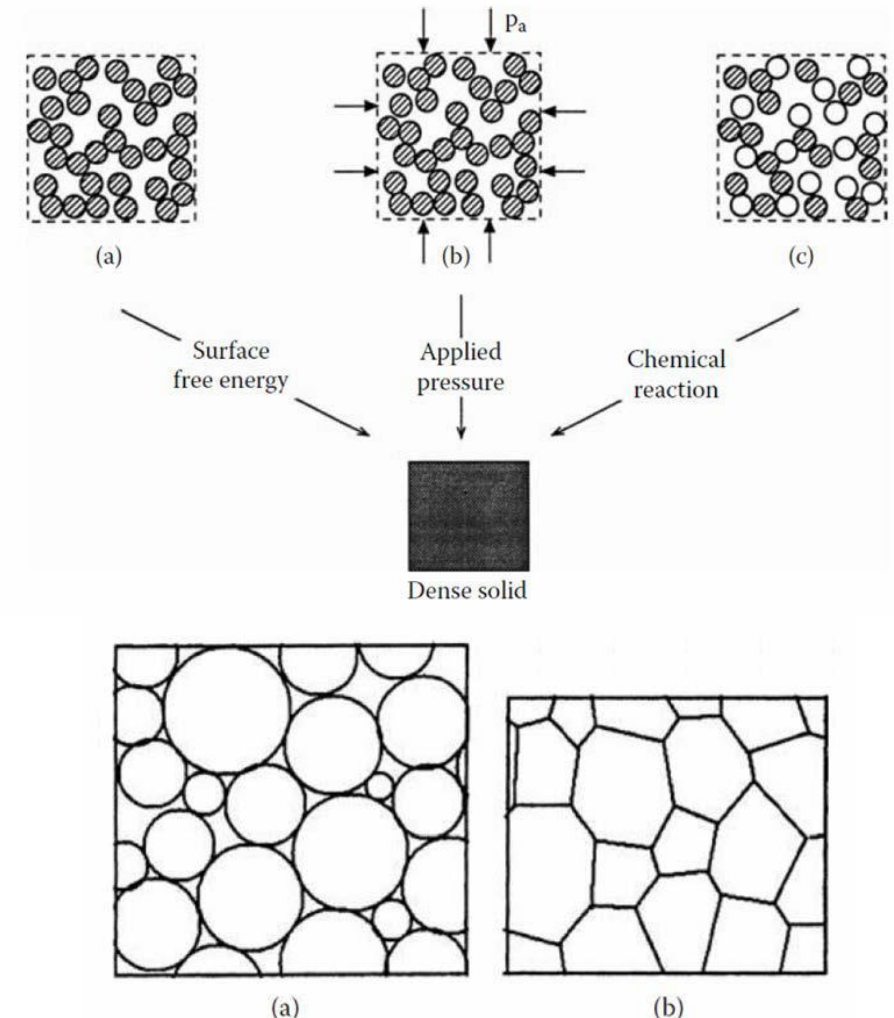 pa
(a)
(b)
(c)
Surface
free energy
Applied
pressure
Chemical
reaction
Dense solid
(a)
(b)